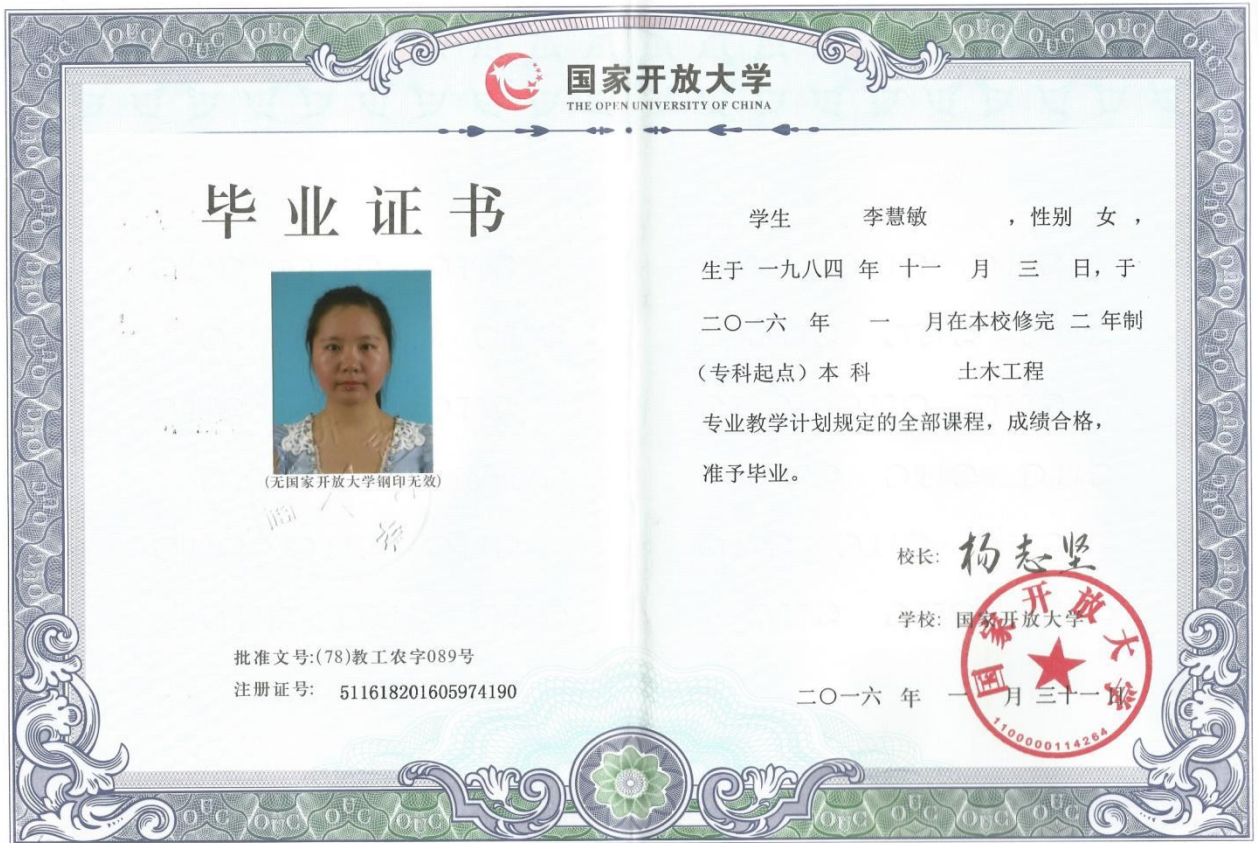 国家开放大学
THE OPEN UNIVERSITY OF CHINA
毕业证书
(无国家开放大学钢印无效)
批准文号:(78)教工农字089号
注册证号: 511618201605974190
学生 李慧敏 ，性别 女 ，
生于 一九八四 年 十一 月 三 日，于
二〇一六 年 一 月在本校修完 二 年制
（专科起点）本 科 土木工程
专业教学计划规定的全部课程，成绩合格，
准予毕业。
校长: 杨志坚
学校: 国家开放大学
二〇一六 年 一 月 三十一 日
国家开放大学
1100000114264